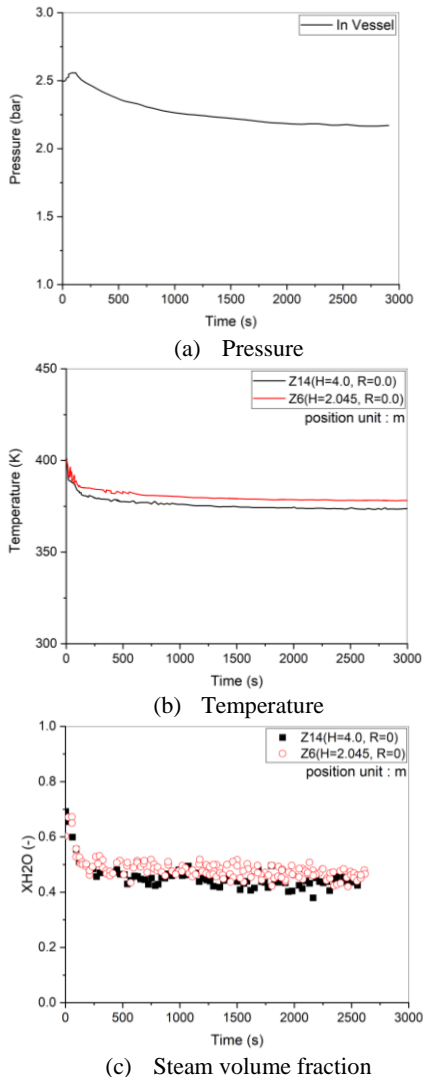 3.0
In Vessel
2.5
2.0
1.5
1.0
Pressure (bar)
0 500 1000 1500 2000 2500 3000
Time (s)
(a) Pressure
450
Z14(H=4.0, R=0.0)
Z6(H=2.045, R=0.0)
position unit : m
400
375
300
Temperature (K)
0 500 1000 1500 2000 2500 3000
Time (s)
(b) Temperature
1.0
Z14(H=4.0, R=0)
Z6(H=2.045, R=0)
position unit : m
0.8
0.6
0.4
0.2
0.0
XH2O (-)
0 500 1000 1500 2000 2500 3000
Time (s)
(c) Steam volume fraction